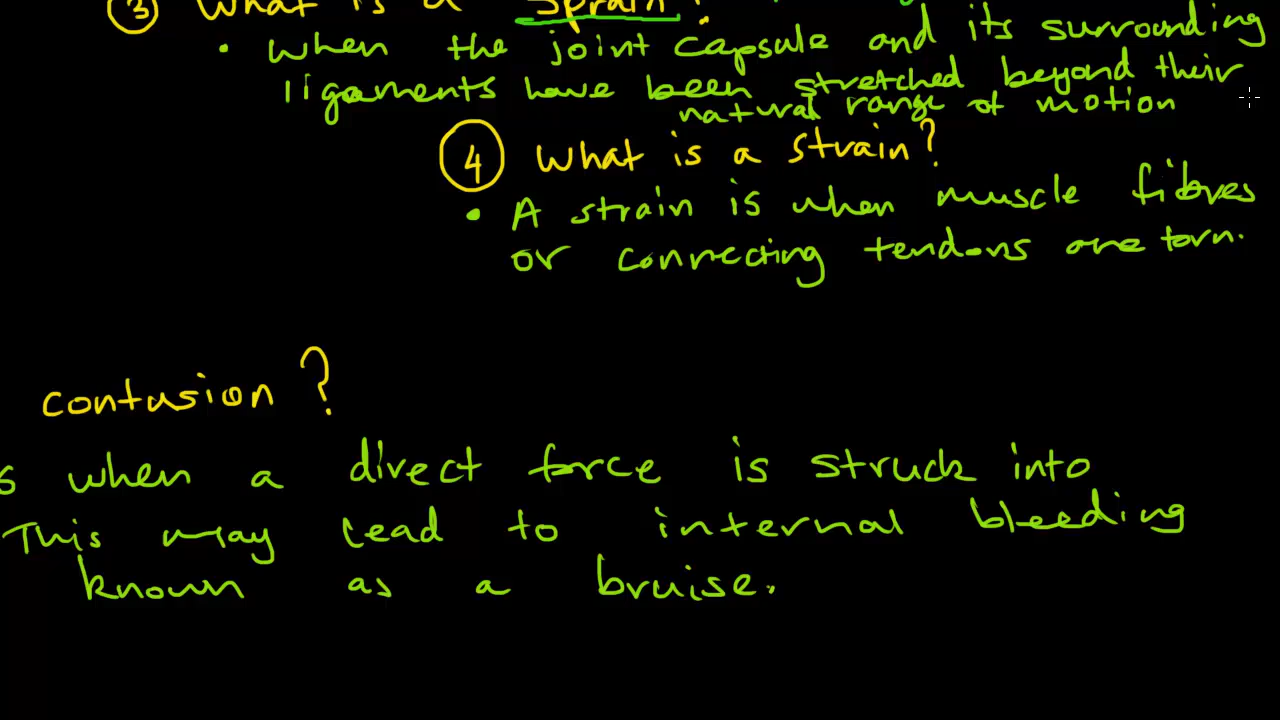 ③ What is a Sprain?
• When the joint capsule and its surrounding
ligaments have been stretched beyond their
natural range of motion
④ What is a strain?
• A strain is when muscle fibres
or connecting tendons are torn.
contusion?
s when a direct force is struck into
This may lead to internal bleeding
known as a bruise.